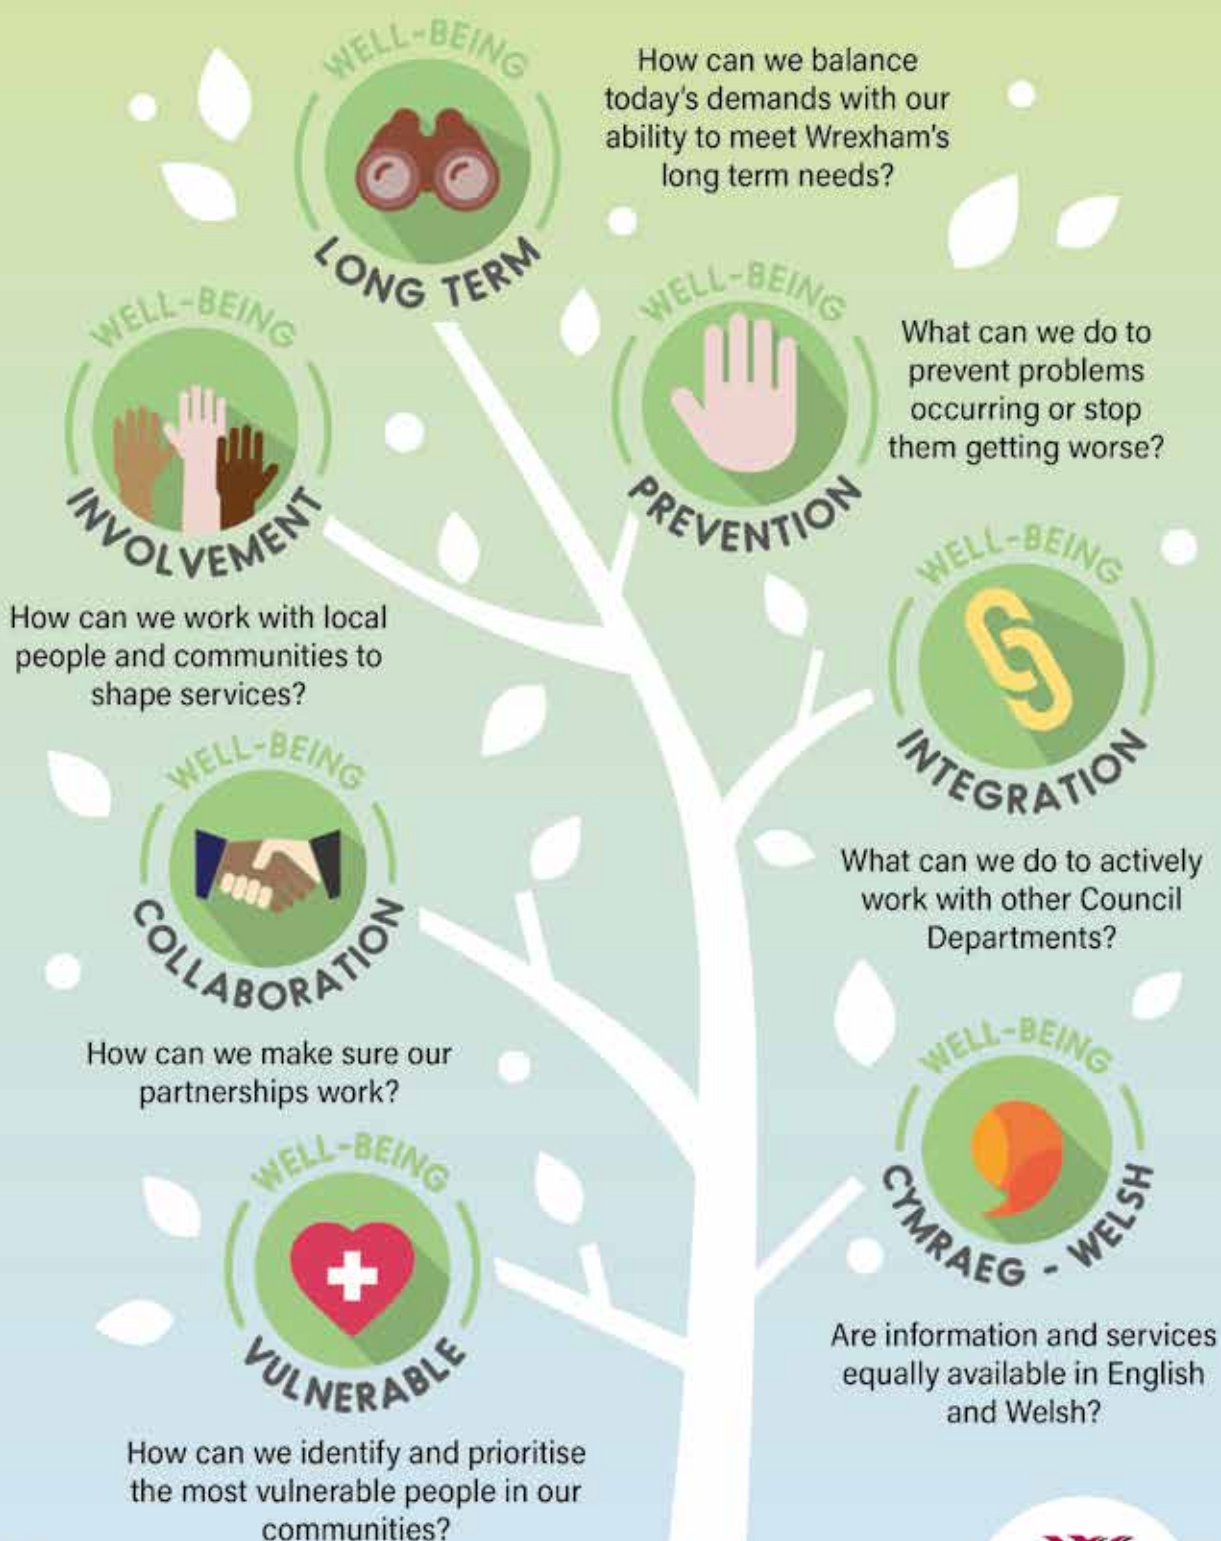 WELL-BEING
LONG TERM
How can we balance
today's demands with our
ability to meet Wrexham's
long term needs?
WELL-BEING
PREVENTION
What can we do to
prevent problems
occurring or stop
them getting worse?
WELL-BEING
INVOLVEMENT
How can we work with local
people and communities to
shape services?
WELL-BEING
INTEGRATION
What can we do to actively
work with other Council
Departments?
WELL-BEING
COLLABORATION
How can we make sure our
partnerships work?
WELL-BEING
CYMRAEG - WELSH
Are information and services
equally available in English
and Welsh?
WELL-BEING
VULNERABLE
How can we identify and prioritise
the most vulnerable people in our
communities?